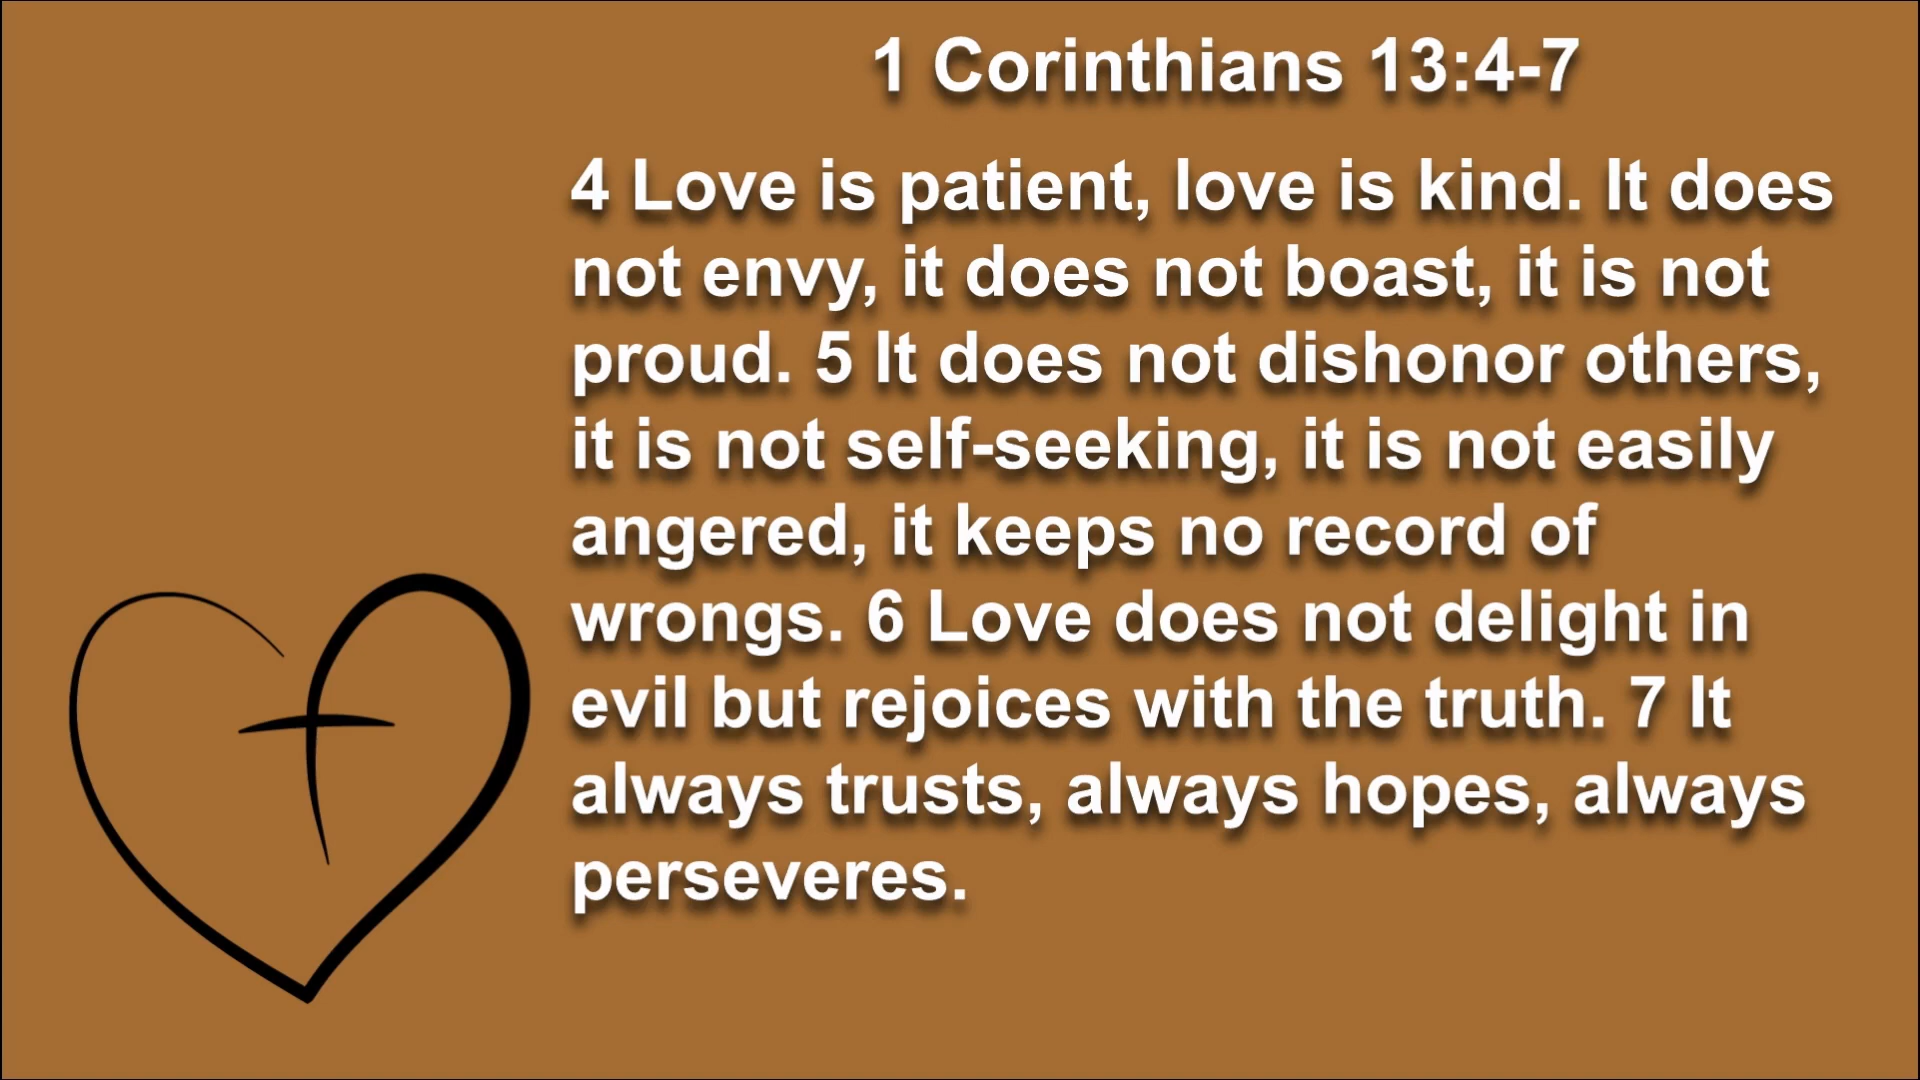 1 Corinthians 13:4-7
4 Love is patient, love is kind. It does
not envy, it does not boast, it is not
proud. 5 It does not dishonor others,
it is not self-seeking, it is not easily
angered, it keeps no record of
wrongs. 6 Love does not delight in
evil but rejoices with the truth. 7 It
always trusts, always hopes, always
perseveres.